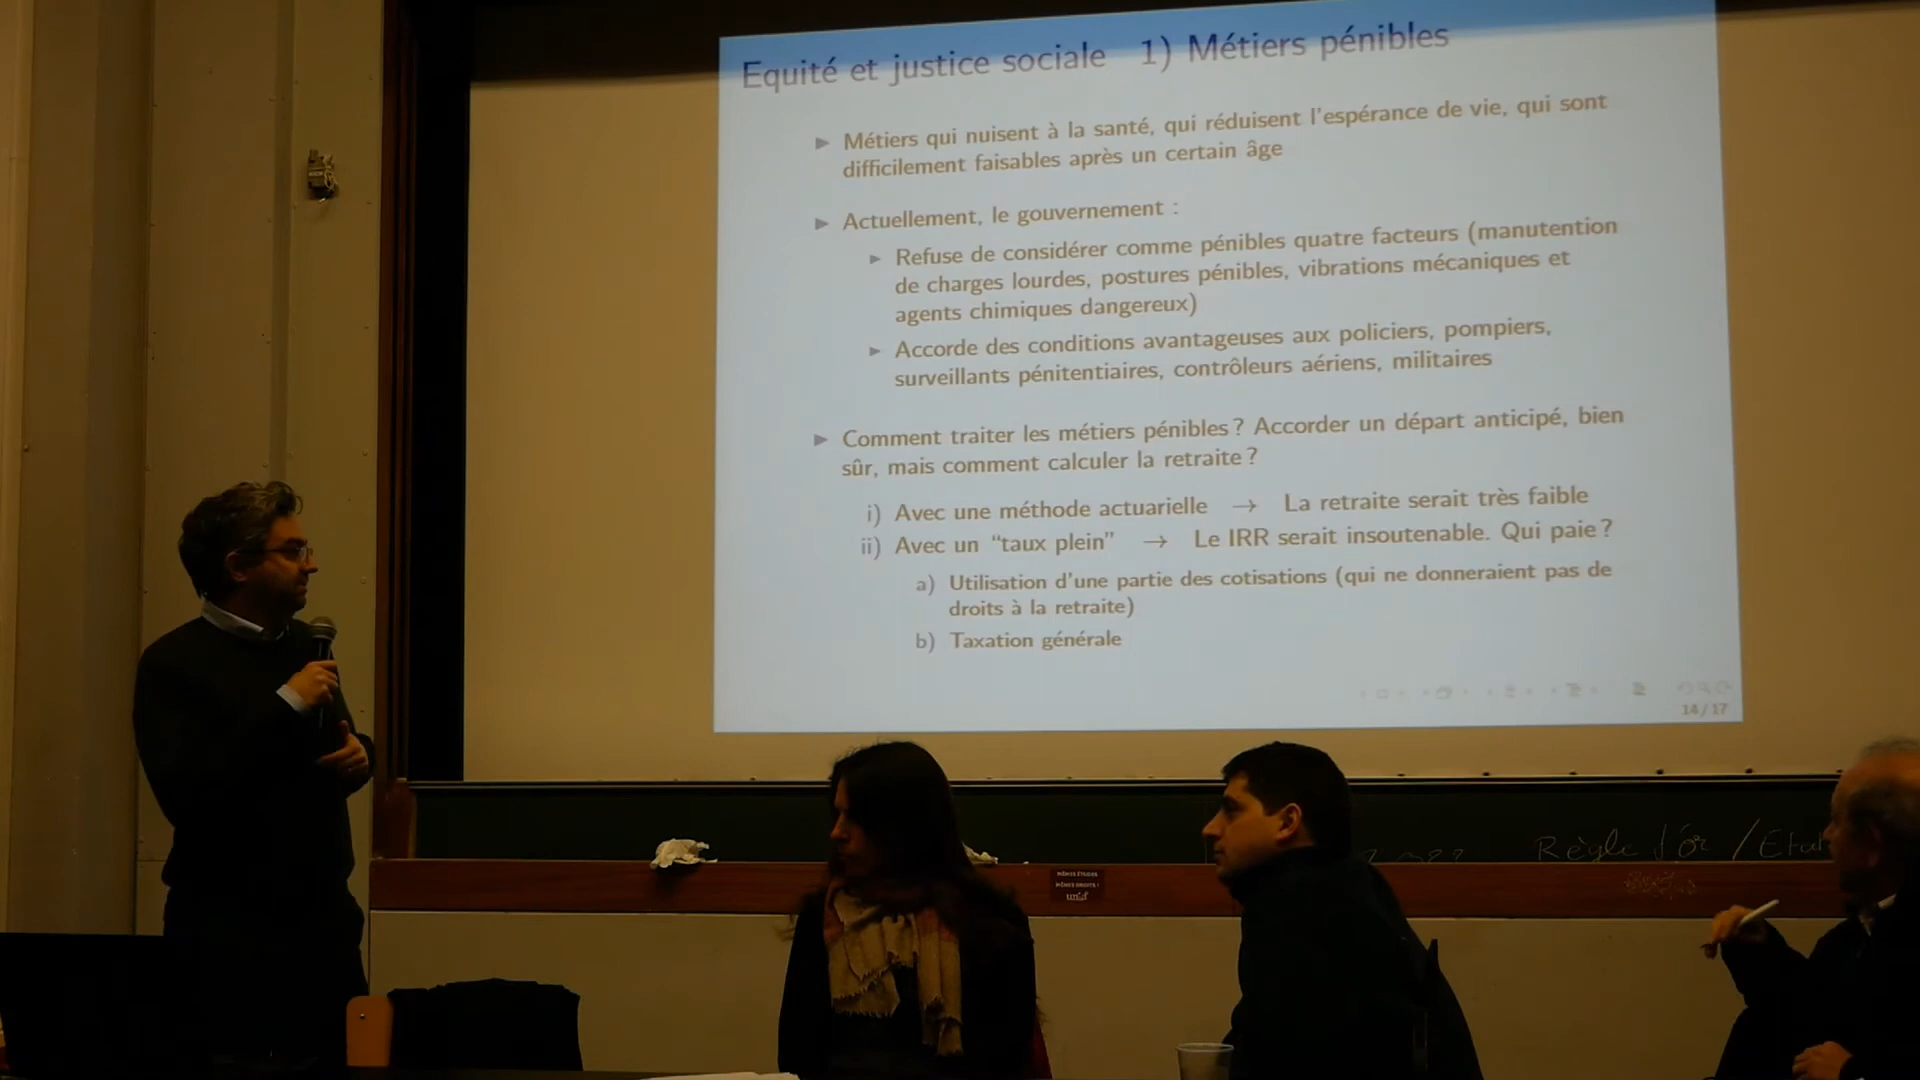 Equité et justice sociale 1) Métiers pénibles
Métiers qui nuisent à la santé, qui réduisent l'espérance de vie, qui sont
difficilement faisables après un certain âge
Actuellement, le gouvernement :
Refuse de considérer comme pénibles quatre facteurs (manutention
de charges lourdes, postures pénibles, vibrations mécaniques et
agents chimiques dangereux)
Accorde des conditions avantageuses aux policiers, pompiers,
surveillants pénitentiaires, contrôleurs aériens, militaires
Comment traiter les métiers pénibles ? Accorder un départ anticipé, bien
sûr, mais comment calculer la retraite ?
i) Avec une méthode actuarielle → La retraite serait très faible
ii) Avec un “taux plein” → Le IRR serait insoutenable. Qui paie ?
a) Utilisation d'une partie des cotisations (qui ne donneraient pas de
droits à la retraite)
b) Taxation générale
14 / 17
Règle d'or / Etat
MÊMES ÉTUDES
MÊMES DROITS !
unef